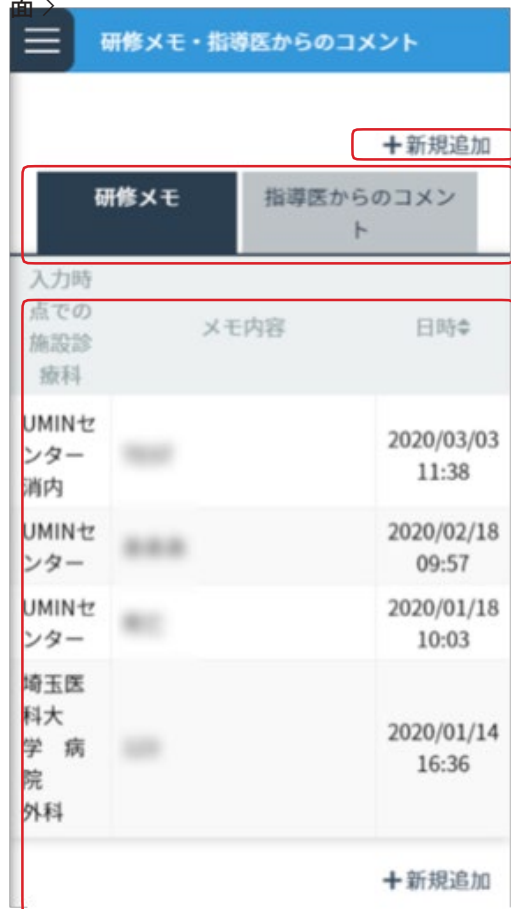 面＞
研修メモ・指導医からのコメント
+新規追加
研修メモ
指導医からのコメン
ト
入力時
点での
施設診
療科
メモ内容
日時
UMINセ
ンター
消内
2020/03/03
11:38
UMINセ
ンター
2020/02/18
09:57
UMINセ
ンター
2020/01/18
10:03
埼玉医
科大
学 病
院
外科
2020/01/14
16:36
+新規追加